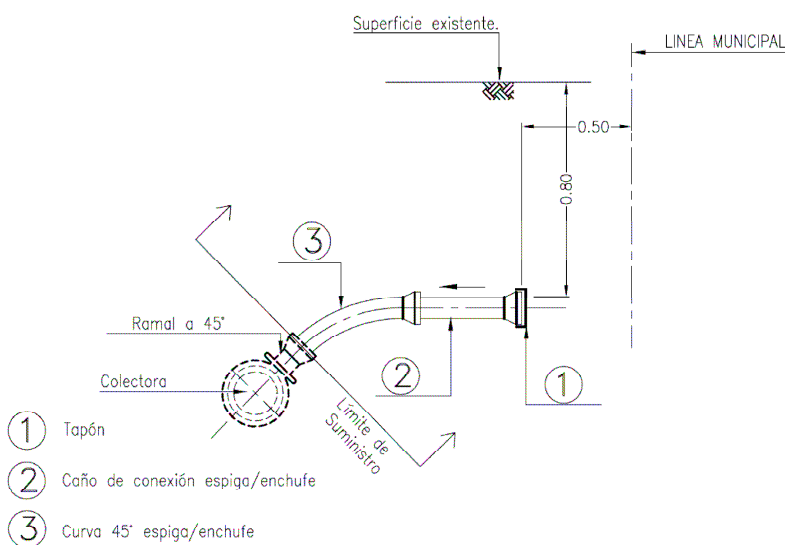 Superficie existente.
LINEA MUNICIPAL
0.50
0.80
3
Ramal a 45°
Colectora
2
1
Límite de
Suministro
1 Tapón
2 Caño de conexión espiga/enchufe
3 Curva 45° espiga/enchufe